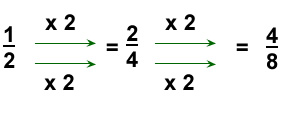 x 2 x 2
1/2 = 2/4 = 4/8
x 2 x 2